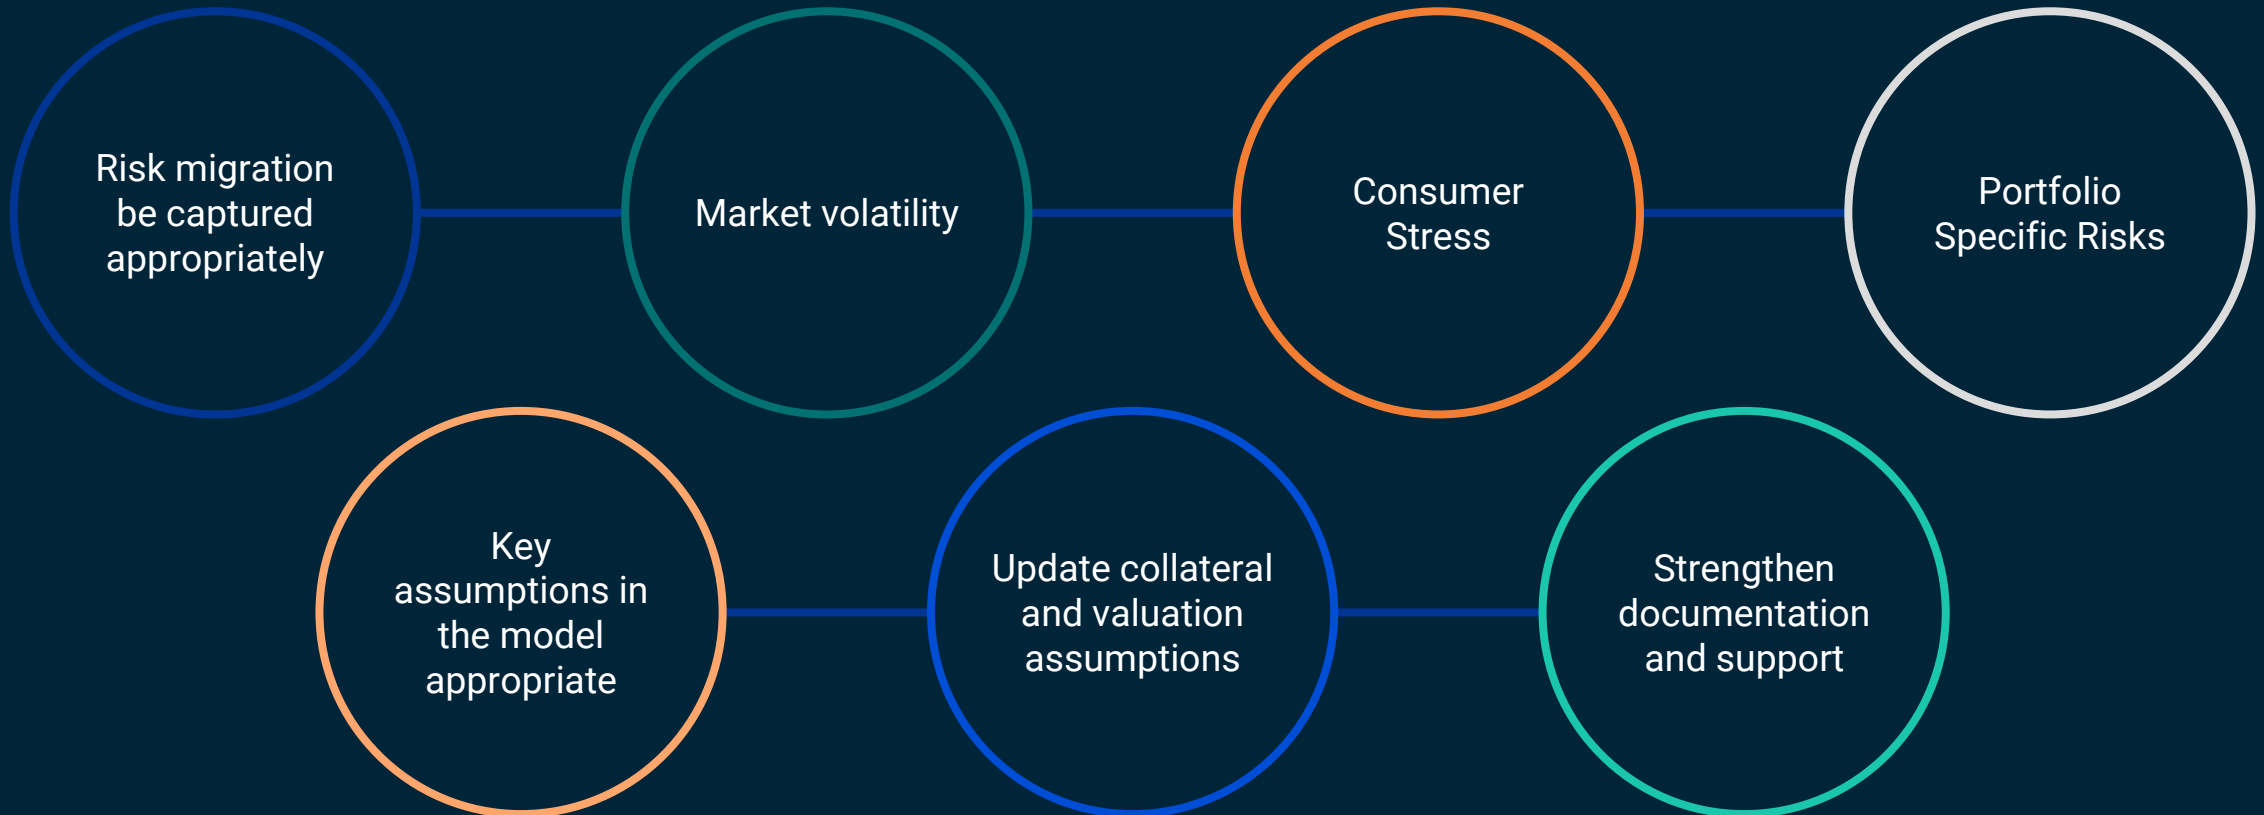 Risk migration
be captured
appropriately
Market volatility
Consumer
Stress
Portfolio
Specific Risks
Key
assumptions in
the model
appropriate
Update collateral
and valuation
assumptions
Strengthen
documentation
and support